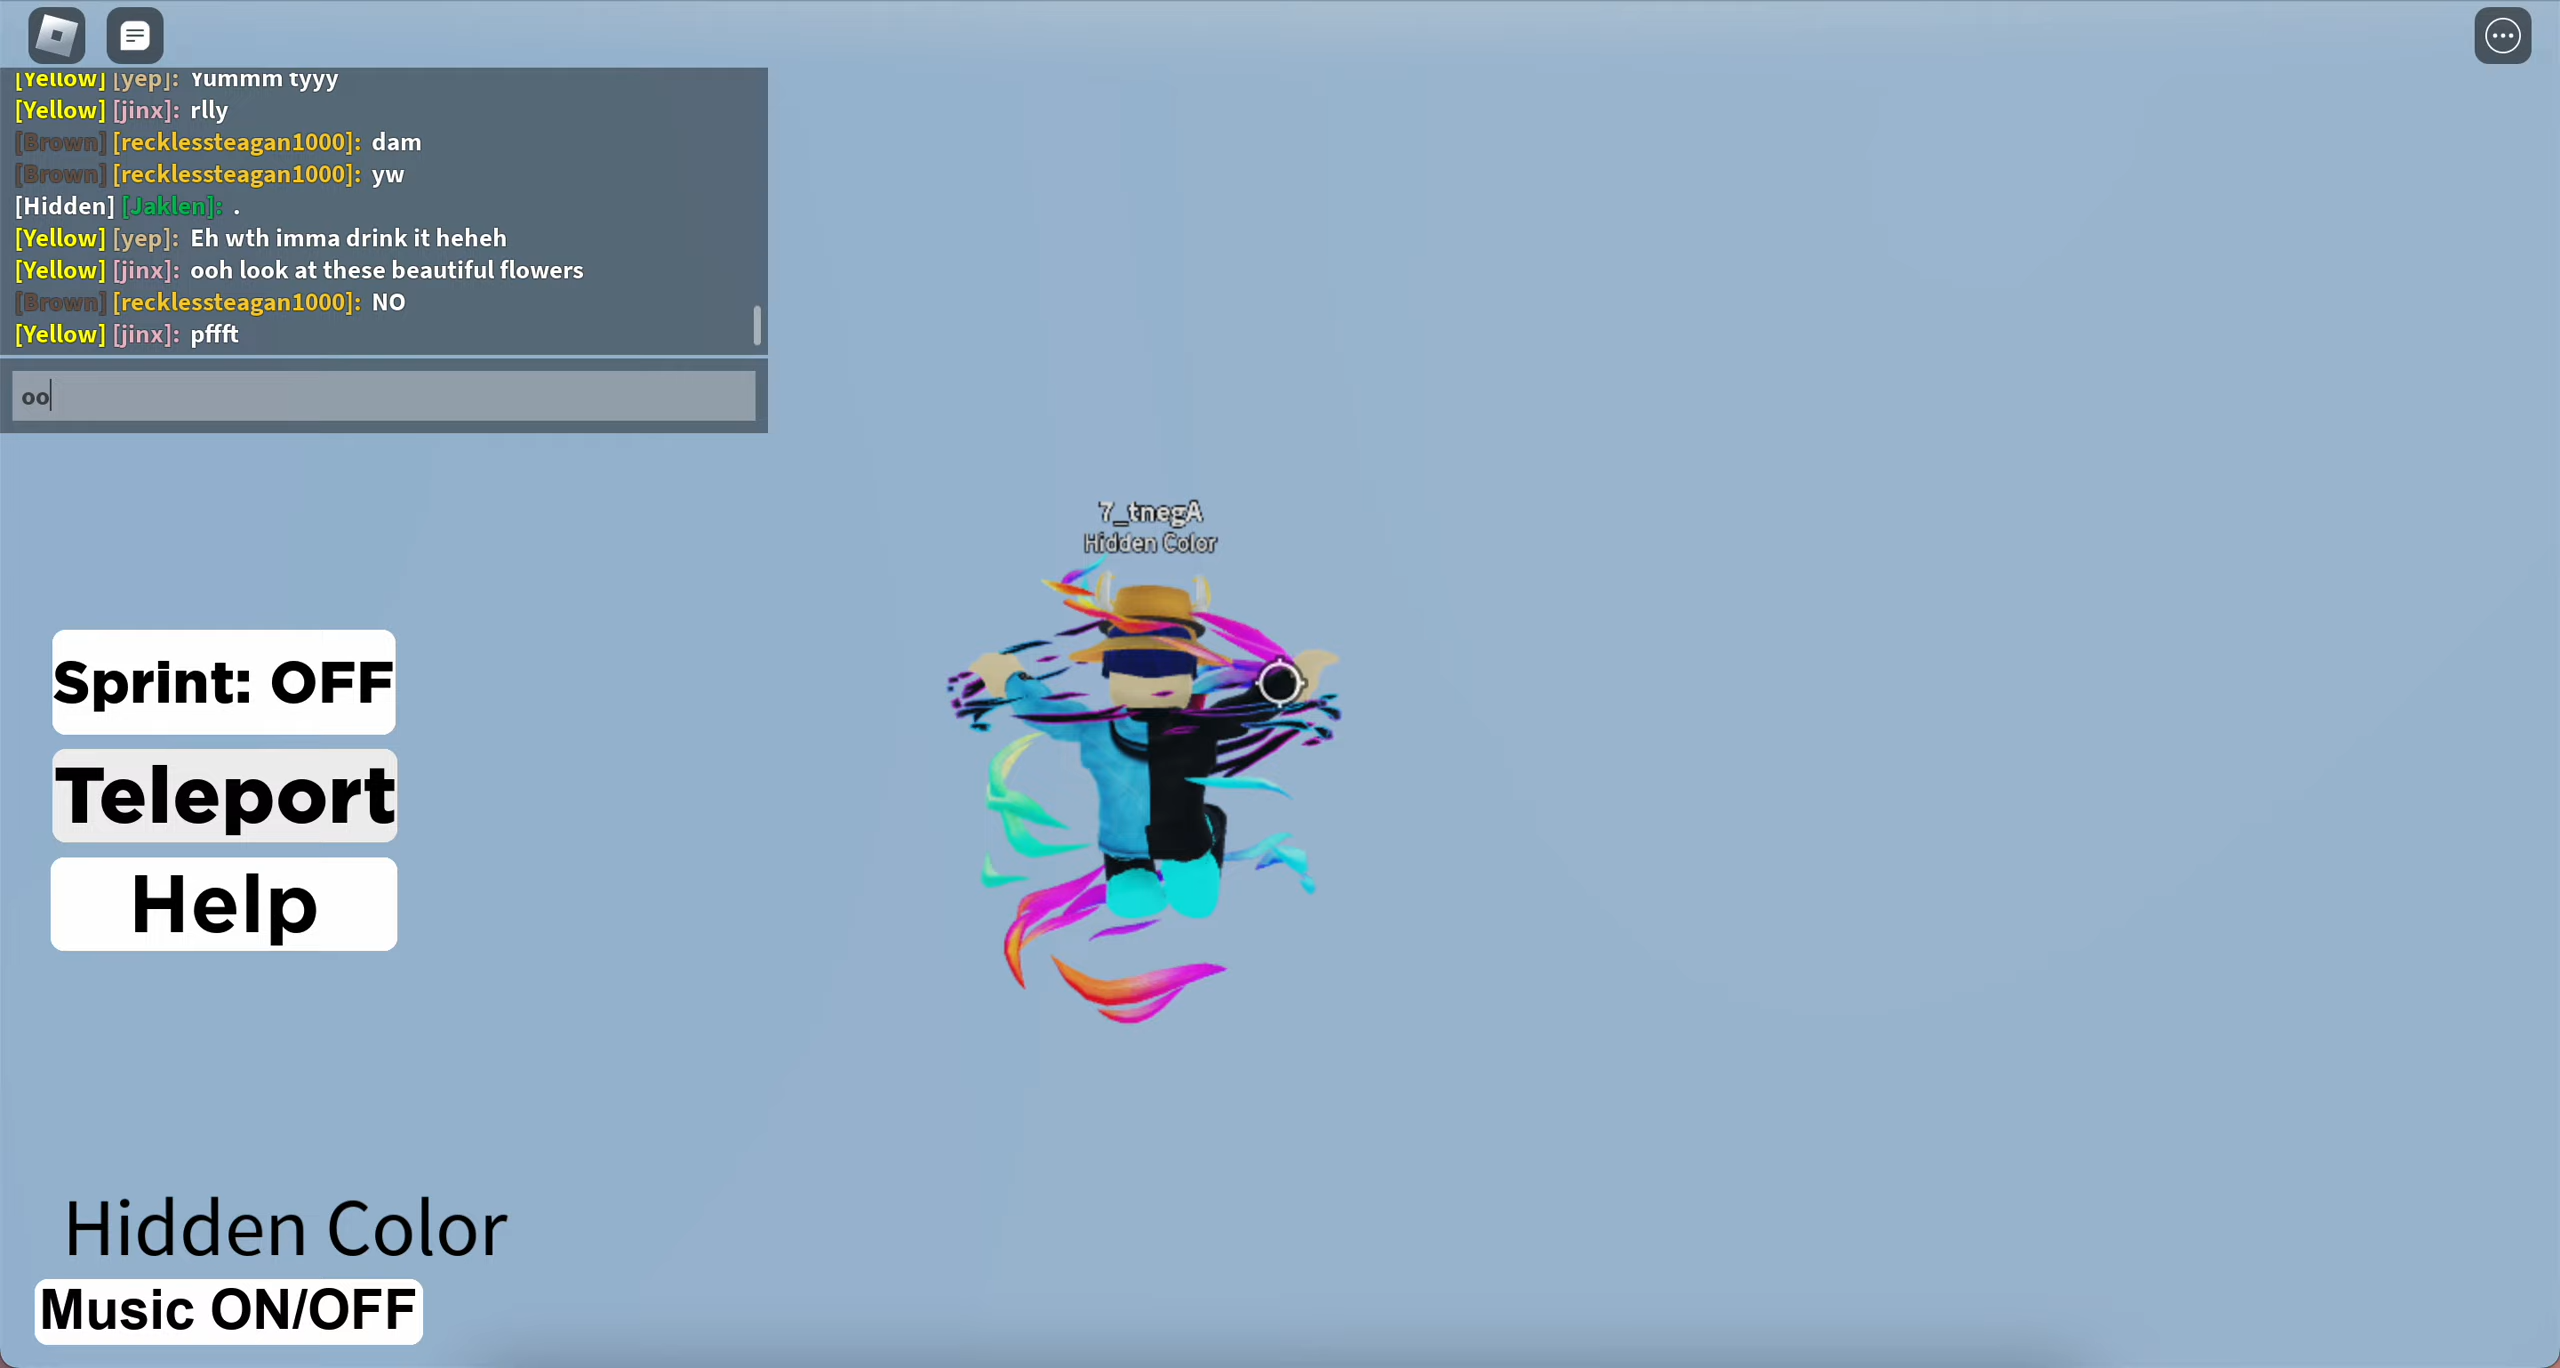 [Yellow] [yep]: Yummm tyyy
[Yellow] [jinx]: rlly
[Brown] [recklessteagan1000]: dam
[Brown] [recklessteagan1000]: yw
[Hidden] [Jaklen]: .
[Yellow] [yep]: Eh wth imma drink it heheh
[Yellow] [jinx]: ooh look at these beautiful flowers
[Brown] [recklessteagan1000]: NO
[Yellow] [jinx]: pffft
oo
7_tnegA
Hidden Color
Sprint: OFF
Teleport
Help
Hidden Color
Music ON/OFF